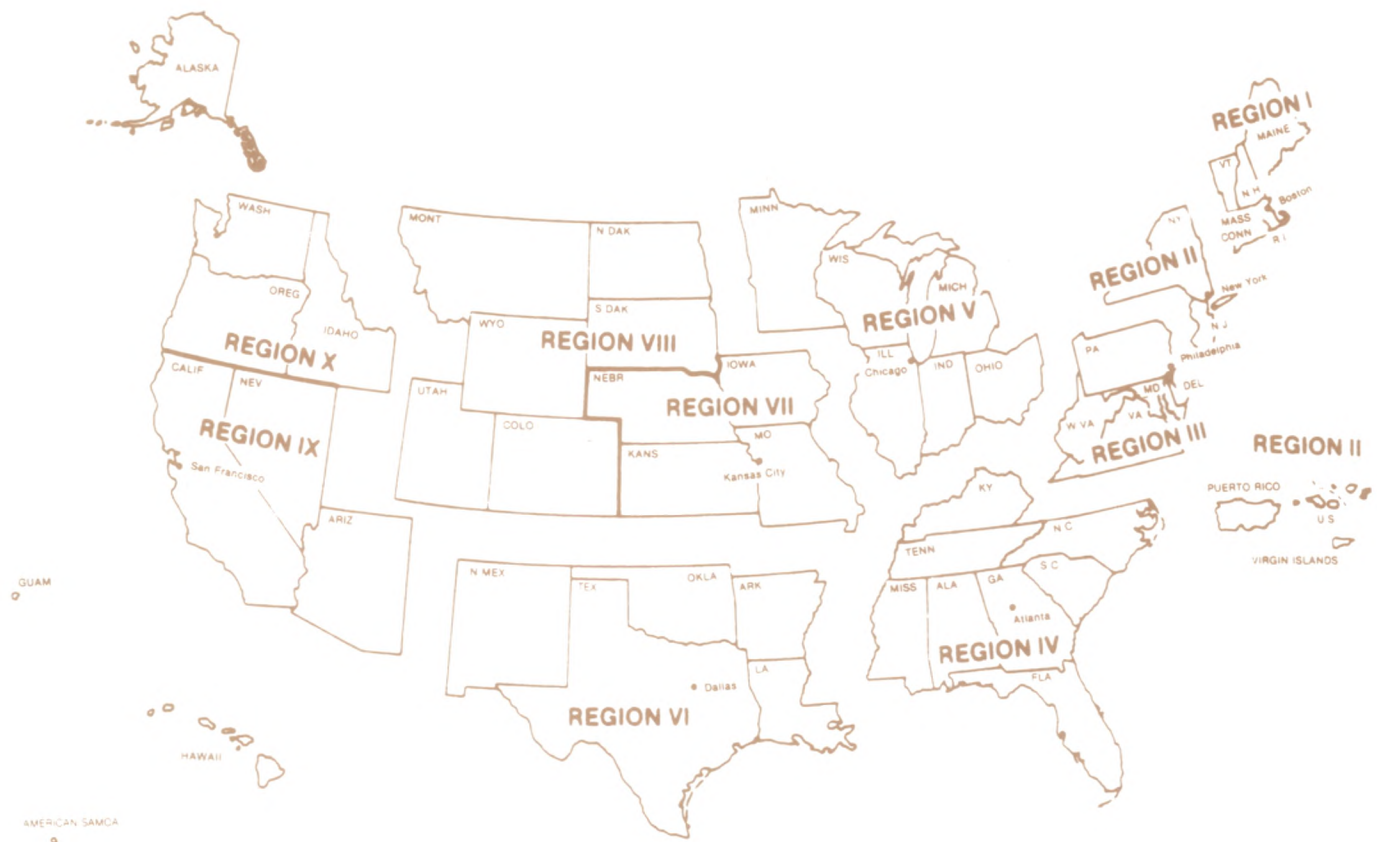 ALASKA
REGION I
MAINE
VT
N H
Boston
MASS
CONN
R I
WASH
MONT
N DAK
MINN
NY
WIS
REGION II
MICH
New York
OREG
S DAK
REGION V
WYO
IDAHO
N J
REGION X
REGION VIII
PA
ILL
Philadelphia
CALIF
NEV
NEBR
IOWA
Chicago
IND
OHIO
UTAH
MD
DEL
REGION VII
VA
COLO
W VA
REGION IX
MO
REGION III
REGION II
KANS
San Francisco
Kansas City
KY
PUERTO RICO
ARIZ
N C
U S
TENN
VIRGIN ISLANDS
S C
N MEX
OKLA
GUAM
TEX
ARK
MISS
ALA
GA
Atlanta
REGION IV
LA
FLA
Dallas
REGION VI
HAWAII
AMERICAN SAMOA